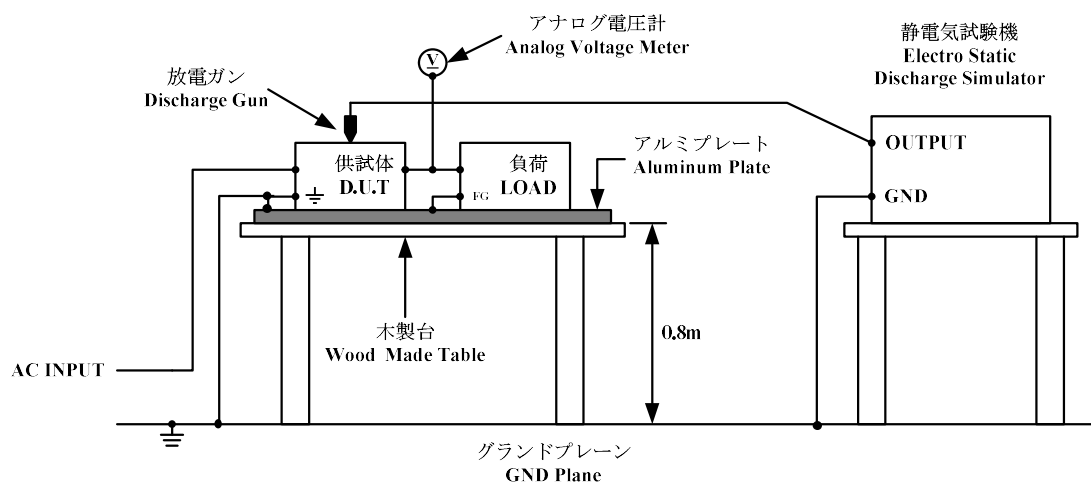 アナログ電圧計
Analog Voltage Meter
V
静電気試験機
Electro Static
Discharge Simulator
放電ガン
Discharge Gun
OUTPUT
GND
アルミプレート
Aluminum Plate
供試体
D.U.T
負荷
LOAD
FG
木製台
Wood Made Table
0.8m
AC INPUT
グランドプレーン
GND Plane